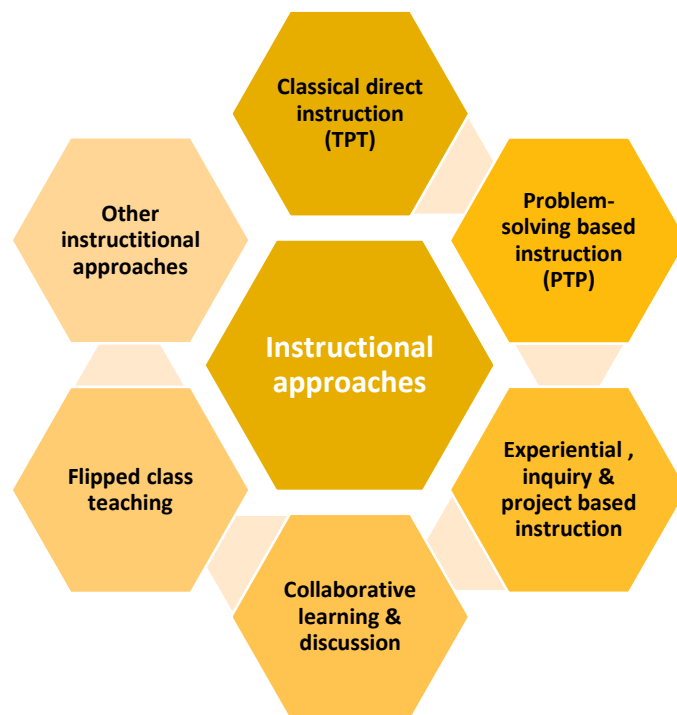 Classical direct
instruction
(TPT)
Problem-
solving based
instruction
(PTP)
Experiential ,
inquiry &
project based
instruction
Collaborative
learning &
discussion
Flipped class
teaching
Other
instructitional
approaches
Instructional
approaches